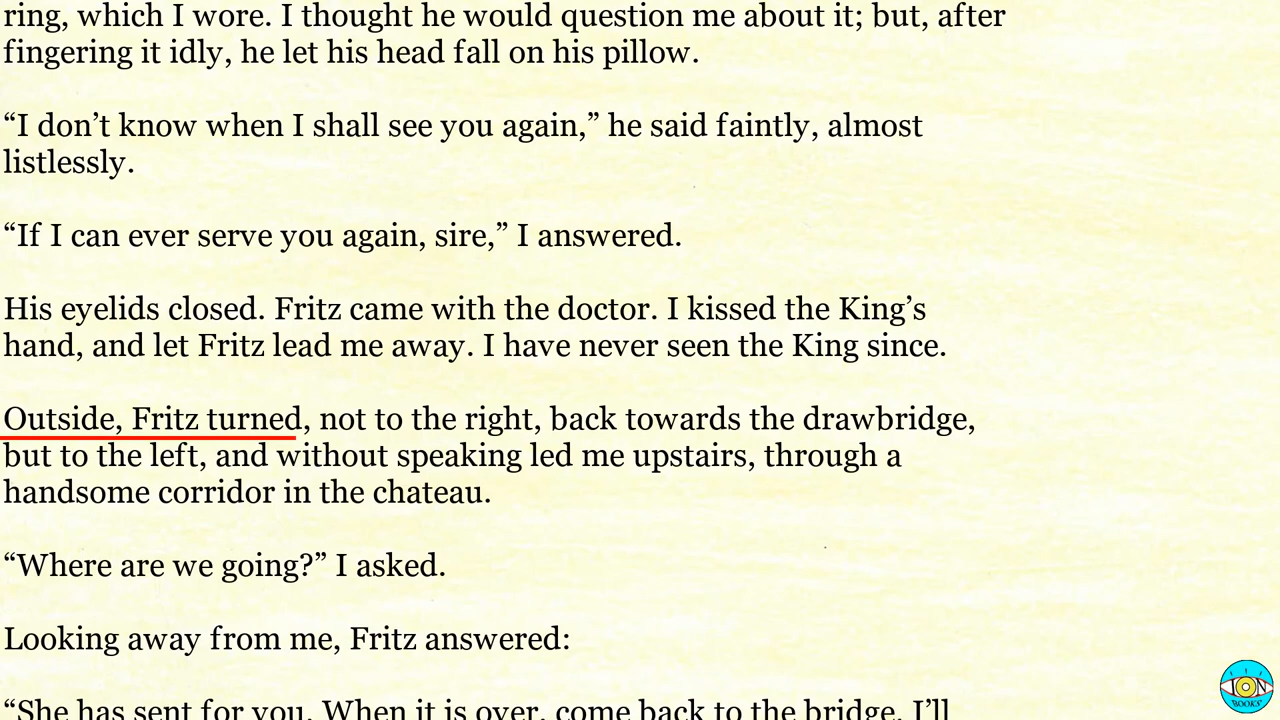 ring, which I wore. I thought he would question me about it; but, after
fingering it idly, he let his head fall on his pillow.
“I don’t know when I shall see you again,” he said faintly, almost
listlessly.
“If I can ever serve you again, sire,” I answered.
His eyelids closed. Fritz came with the doctor. I kissed the King’s
hand, and let Fritz lead me away. I have never seen the King since.
Outside, Fritz turned, not to the right, back towards the drawbridge,
but to the left, and without speaking led me upstairs, through a
handsome corridor in the chateau.
“Where are we going?” I asked.
Looking away from me, Fritz answered:
“She has sent for you. When it is over, come back to the bridge. I’ll
ION
BOOKS